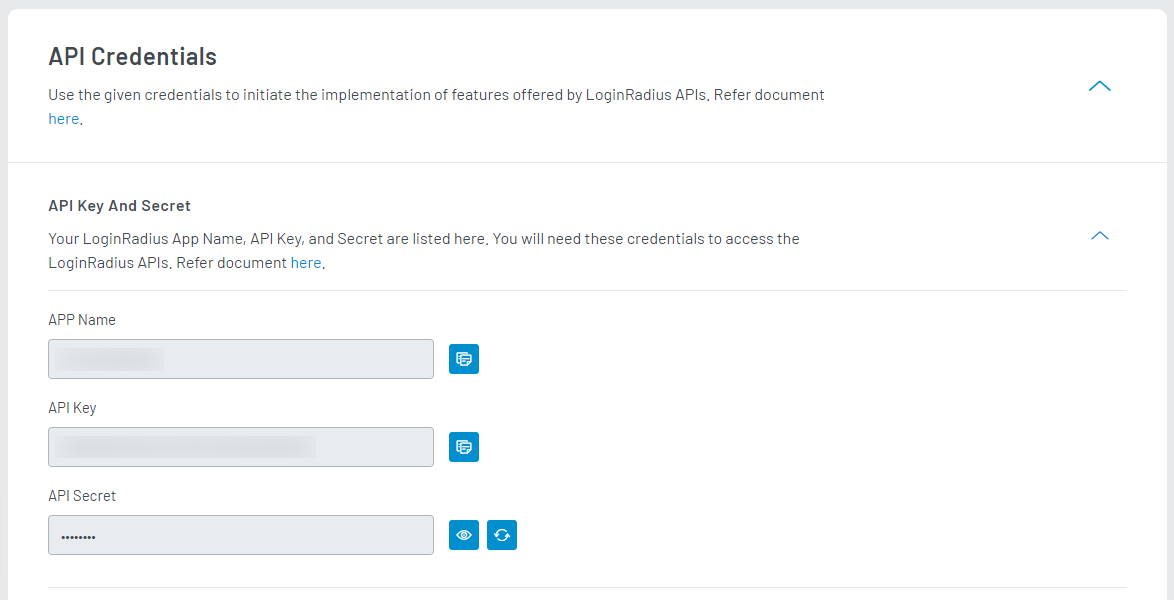 API Credentials
Use the given credentials to initiate the implementation of features offered by LoginRadius APIs. Refer document
here.
API Key And Secret
Your LoginRadius App Name, API Key, and Secret are listed here. You will need these credentials to access the
LoginRadius APIs. Refer document here.
APP Name
API Key
API Secret
••••••••